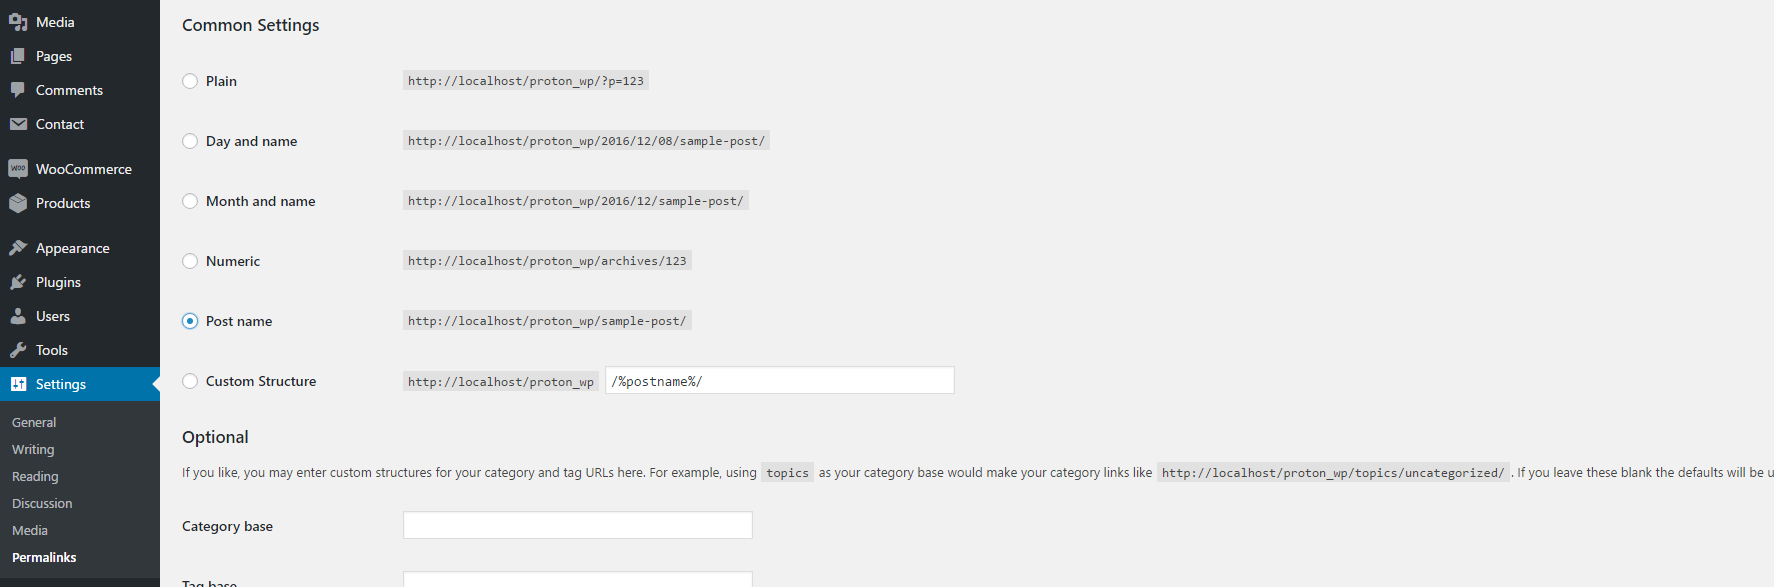 Media
Pages
Comments
Contact
WOO WooCommerce
Products
Appearance
Plugins
Users
Tools
Settings
General
Writing
Reading
Discussion
Media
Permalinks
Common Settings
Plain http://localhost/proton_wp/?p=123
Day and name http://localhost/proton_wp/2016/12/08/sample-post/
Month and name http://localhost/proton_wp/2016/12/sample-post/
Numeric http://localhost/proton_wp/archives/123
Post name http://localhost/proton_wp/sample-post/
Custom Structure http://localhost/proton_wp /%postname%/
Optional
If you like, you may enter custom structures for your category and tag URLs here. For example, using topics as your category base would make your category links like http://localhost/proton_wp/topics/uncategorized/ . If you leave these blank the defaults will be u
Category base
Tag base